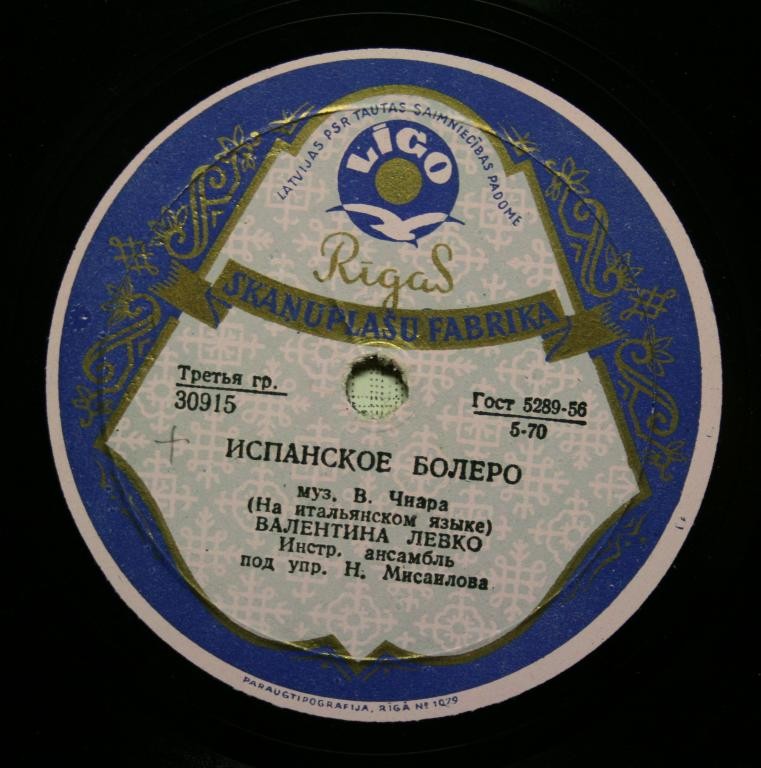 LATVIJAS PSR TAUTAS SAIMNIECĪBAS PADOME
LĪGO
Rīgas
SKAŅUPLAŠU FABRIKA
Третья гр.
30915
Гост 5289-56
5-70
ИСПАНСКОЕ БОЛЕРО
муз. В. Чиара
(На итальянском языке)
ВАЛЕНТИНА ЛЕВКО
Инстр. ансамбль
под упр. Н. Мисаилова
PARAUGTIPOGRAFIJA, RĪGĀ № 1079